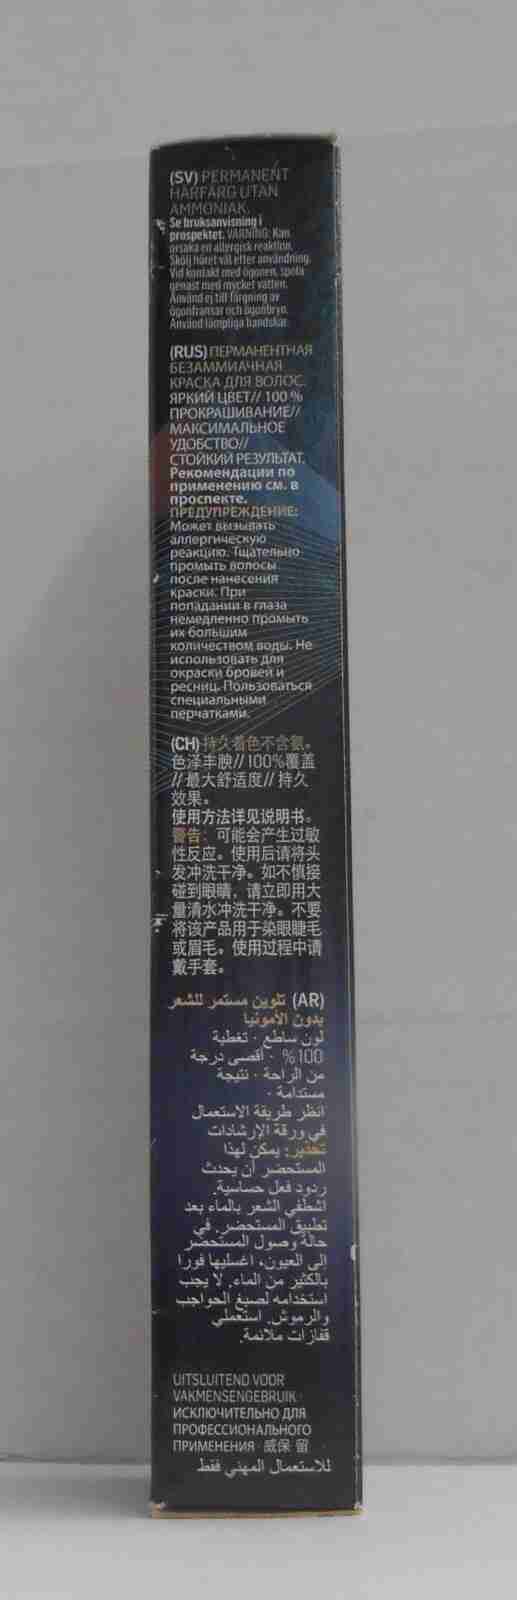 (SV) PERMANENT
HÅRFÄRG UTAN
AMMONIAK.
Se bruksanvisning i
prospektet. VARNING: Kan
orsaka en allergisk reaktion.
Skölj håret väl efter användning.
Vid kontakt med ögonen, spola
genast med mycket vatten.
Använd ej till färgning av
ögonfransar och ögonbryn.
Använd lämpliga handskar.
(RUS) ПЕРМАНЕНТНАЯ
БЕЗАММИАЧНАЯ
КРАСКА ДЛЯ ВОЛОС.
ЯРКИЙ ЦВЕТ// 100 %
ПРОКРАШИВАНИЕ//
МАКСИМАЛЬНОЕ
УДОБСТВО//
СТОЙКИЙ РЕЗУЛЬТАТ.
Рекомендации по
применению см. в
проспекте.
ПРЕДУПРЕЖДЕНИЕ:
Может вызывать
аллергическую
реакцию. Тщательно
промыть волосы
после нанесения
краски. При
попадании в глаза
немедленно промыть
их большим
количеством воды. Не
использовать для
окраски бровей и
ресниц. Пользоваться
специальными
перчатками.
(CH) 持久着色不含氨。
色泽丰腴// 100%覆盖
// 最大舒适度// 持久
效果。
使用方法详见说明书。
警告：可能会产生过敏
性反应。使用后请将头
发冲洗干净。如不慎接
碰到眼睛，请立即用大
量清水冲洗干净。不要
将该产品用于染眼睫毛
或眉毛。使用过程中请
戴手套。
(AR) تلوين مستمر للشعر
بدون الأمونيا
لون ساطع · تغطية
100% · أقصى درجة
من الراحة · نتيجة
مستدامة ·
انظر طريقة الاستعمال
في ورقة الإرشادات
تحذير: يمكن لهذا
المستحضر أن يحدث
ردود فعل حساسية.
اشطفي الشعر بالماء بعد
تطبيق المستحضر. في
حالة وصول المستحضر
إلى العيون، اغسليها فورا
بالكثير من الماء. لا يجب
استخدامه لصبغ الحواجب
والرموش. استعملي
قفازات ملائمة.
UITSLUITEND VOOR
VAKMENSENGEBRUIK ·
ИСКЛЮЧИТЕЛЬНО ДЛЯ
ПРОФЕССИОНАЛЬНОГО
ПРИМЕНЕНИЯ · 威保 留
للاستعمال المهني فقط